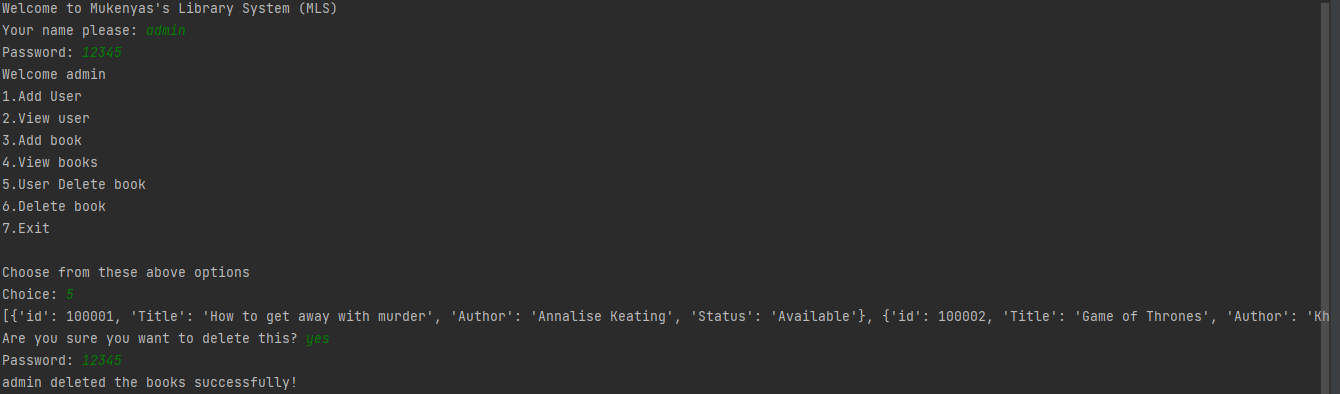 Welcome to Mukenyas's Library System (MLS)
Your name please: admin
Password: 12345
Welcome admin
1.Add User
2.View user
3.Add book
4.View books
5.User Delete book
6.Delete book
7.Exit
Choose from these above options
Choice: 5
[{'id': 100001, 'Title': 'How to get away with murder', 'Author': 'Annalise Keating', 'Status': 'Available'}, {'id': 100002, 'Title': 'Game of Thrones', 'Author': 'Kh
Are you sure you want to delete this? yes
Password: 12345
admin deleted the books successfully!